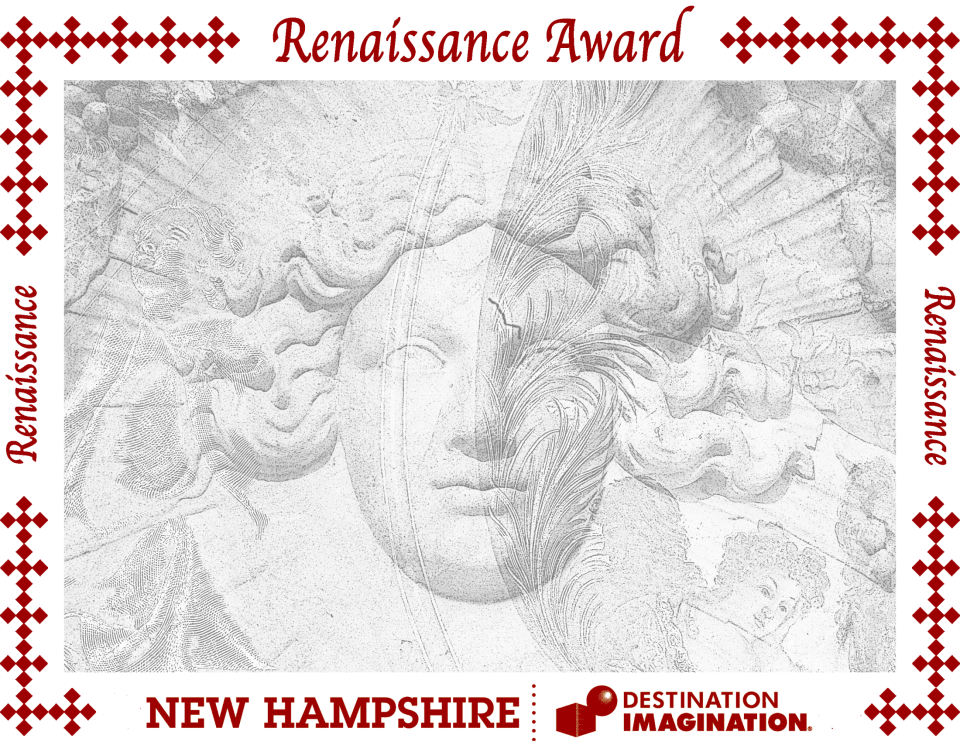 Renaissance Award
Renaissance
Renaissance
NEW HAMPSHIRE
DESTINATION
IMAGINATION®